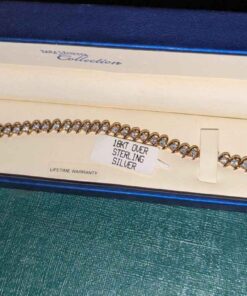 Collection
18KT OVER
STERLING
SILVER
LIFETIME WARRANTY